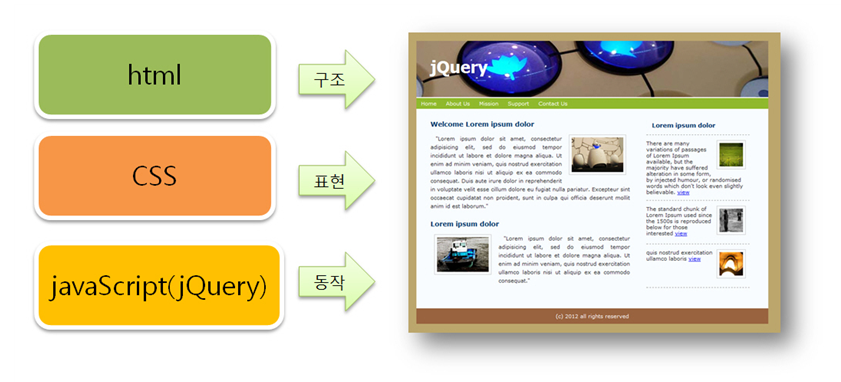 html
구조
CSS
표현
javaScript(jQuery)
동작
jQuery
Home About Us Mission Support Contact Us
Welcome Lorem ipsum dolor
"Lorem ipsum dolor sit amet, consectetur
adipisicing elit, sed do eiusmod tempor
incididunt ut labore et dolore magna aliqua. Ut
enim ad minim veniam, quis nostrud exercitation
ullamco laboris nisi ut aliquip ex ea commodo
consequat. Duis aute irure dolor in reprehenderit
in voluptate velit esse cillum dolore eu fugiat nulla pariatur. Excepteur sint
occaecat cupidatat non proident, sunt in culpa qui officia deserunt mollit
anim id est laborum."
Lorem ipsum dolor
"Lorem ipsum dolor sit amet, consectetur
adipisicing elit, sed do eiusmod tempor
incididunt ut labore et dolore magna aliqua. Ut
enim ad minim veniam, quis nostrud exercitation
ullamco laboris nisi ut aliquip ex ea commodo
consequat."
Lorem ipsum dolor
There are many
variations of passages
of Lorem Ipsum
available, but the
majority have suffered
alteration in some form,
by injected humour, or randomised
words which don't look even slightly
believable. view
The standard chunk of
Lorem Ipsum used since
the 1500s is reproduced
below for those
interested view
quis nostrud exercitation
ullamco laboris view
(c) 2012 all rights reserved